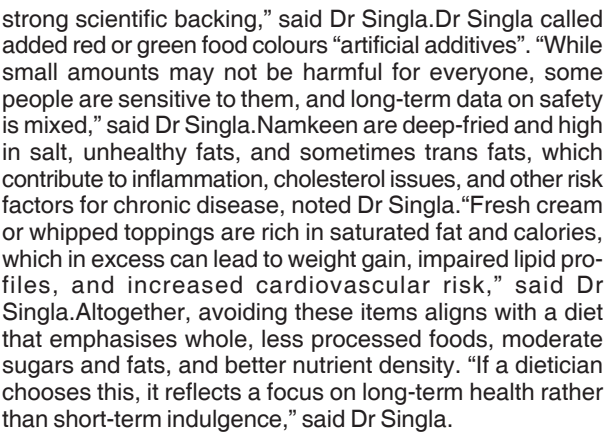 strong scientific backing,” said Dr Singla.Dr Singla called
added red or green food colours “artificial additives”. “While
small amounts may not be harmful for everyone, some
people are sensitive to them, and long-term data on safety
is mixed,” said Dr Singla.Namkeen are deep-fried and high
in salt, unhealthy fats, and sometimes trans fats, which
contribute to inflammation, cholesterol issues, and other risk
factors for chronic disease, noted Dr Singla.“Fresh cream
or whipped toppings are rich in saturated fat and calories,
which in excess can lead to weight gain, impaired lipid pro-
files, and increased cardiovascular risk,” said Dr
Singla.Altogether, avoiding these items aligns with a diet
that emphasises whole, less processed foods, moderate
sugars and fats, and better nutrient density. “If a dietician
chooses this, it reflects a focus on long-term health rather
than short-term indulgence,” said Dr Singla.